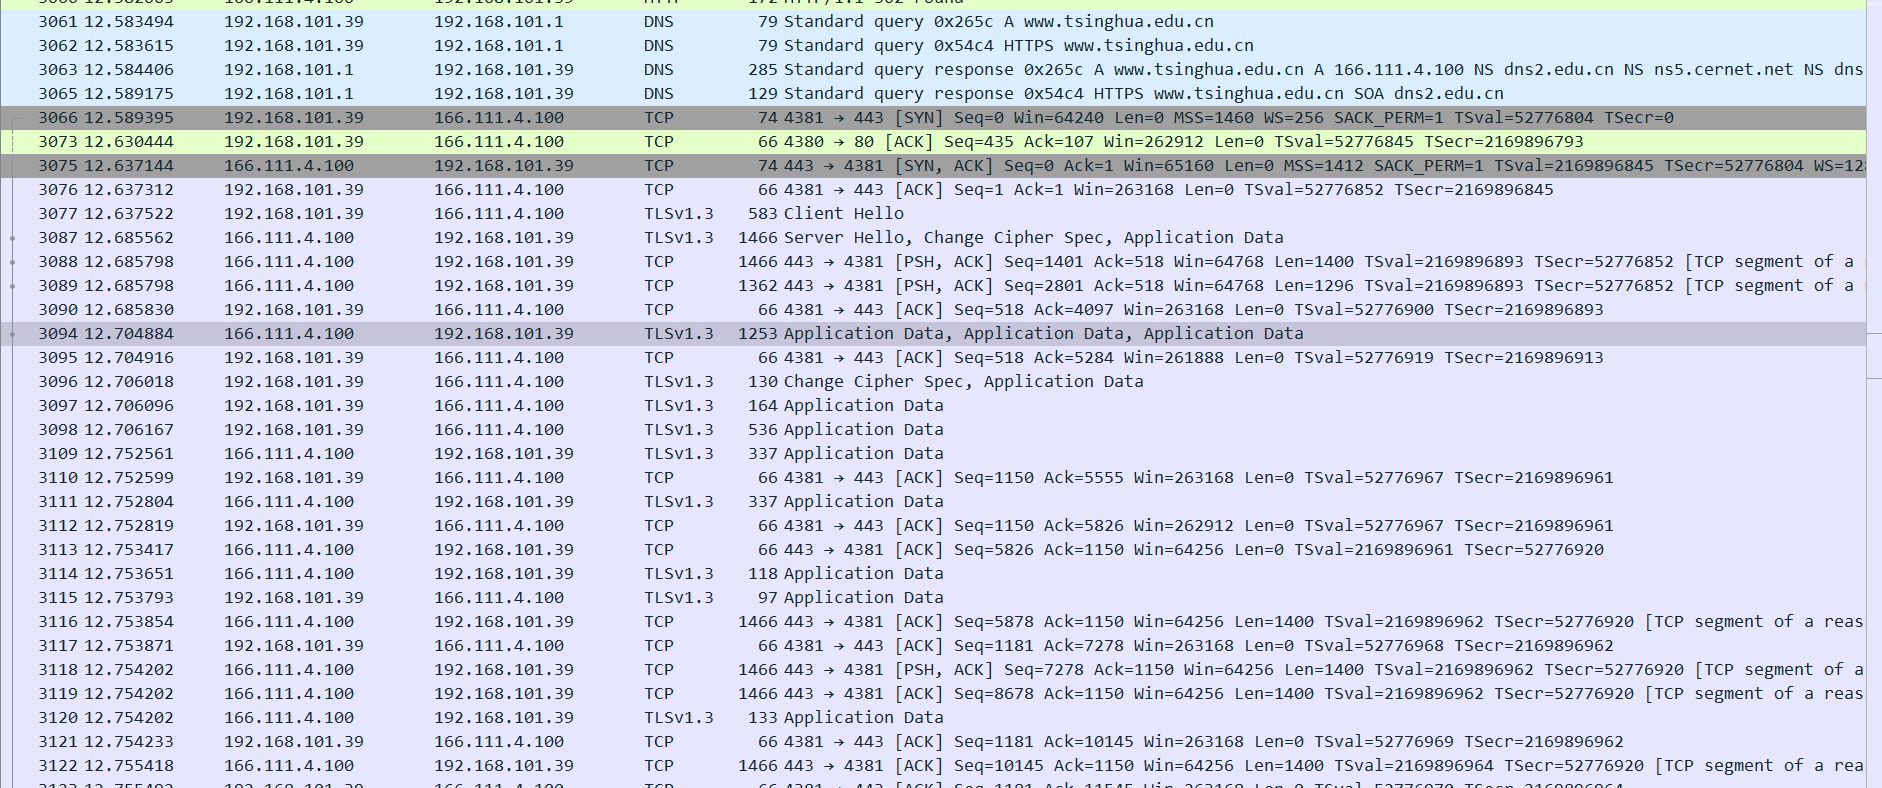 3061 12.583494 192.168.101.39 192.168.101.1 DNS 79 Standard query 0x265c A www.tsinghua.edu.cn
3062 12.583615 192.168.101.39 192.168.101.1 DNS 79 Standard query 0x54c4 HTTPS www.tsinghua.edu.cn
3063 12.584406 192.168.101.1 192.168.101.39 DNS 285 Standard query response 0x265c A www.tsinghua.edu.cn A 166.111.4.100 NS dns2.edu.cn NS ns5.cernet.net NS dns
3065 12.589175 192.168.101.1 192.168.101.39 DNS 129 Standard query response 0x54c4 HTTPS www.tsinghua.edu.cn SOA dns2.edu.cn
3066 12.589395 192.168.101.39 166.111.4.100 TCP 74 4381 → 443 [SYN] Seq=0 Win=64240 Len=0 MSS=1460 WS=256 SACK_PERM=1 TSval=52776804 TSecr=0
3073 12.630444 192.168.101.39 166.111.4.100 TCP 66 4380 → 80 [ACK] Seq=435 Ack=107 Win=262912 Len=0 TSval=52776845 TSecr=2169896793
3075 12.637144 166.111.4.100 192.168.101.39 TCP 74 443 → 4381 [SYN, ACK] Seq=0 Ack=1 Win=65160 Len=0 MSS=1412 SACK_PERM=1 TSval=2169896845 TSecr=52776804 WS=128
3076 12.637312 192.168.101.39 166.111.4.100 TCP 66 4381 → 443 [ACK] Seq=1 Ack=1 Win=263168 Len=0 TSval=52776852 TSecr=2169896845
3077 12.637522 192.168.101.39 166.111.4.100 TLSv1.3 583 Client Hello
3087 12.685562 166.111.4.100 192.168.101.39 TLSv1.3 1466 Server Hello, Change Cipher Spec, Application Data
3088 12.685798 166.111.4.100 192.168.101.39 TCP 1466 443 → 4381 [PSH, ACK] Seq=1401 Ack=518 Win=64768 Len=1400 TSval=2169896893 TSecr=52776852 [TCP segment of a
3089 12.685798 166.111.4.100 192.168.101.39 TCP 1362 443 → 4381 [PSH, ACK] Seq=2801 Ack=518 Win=64768 Len=1296 TSval=2169896893 TSecr=52776852 [TCP segment of a
3090 12.685830 192.168.101.39 166.111.4.100 TCP 66 4381 → 443 [ACK] Seq=518 Ack=4097 Win=263168 Len=0 TSval=52776900 TSecr=2169896893
3094 12.704884 166.111.4.100 192.168.101.39 TLSv1.3 1253 Application Data, Application Data, Application Data
3095 12.704916 192.168.101.39 166.111.4.100 TCP 66 4381 → 443 [ACK] Seq=518 Ack=5284 Win=261888 Len=0 TSval=52776919 TSecr=2169896913
3096 12.706018 192.168.101.39 166.111.4.100 TLSv1.3 130 Change Cipher Spec, Application Data
3097 12.706096 192.168.101.39 166.111.4.100 TLSv1.3 164 Application Data
3098 12.706167 192.168.101.39 166.111.4.100 TLSv1.3 536 Application Data
3109 12.752561 166.111.4.100 192.168.101.39 TLSv1.3 337 Application Data
3110 12.752599 192.168.101.39 166.111.4.100 TCP 66 4381 → 443 [ACK] Seq=1150 Ack=5555 Win=263168 Len=0 TSval=52776967 TSecr=2169896961
3111 12.752804 166.111.4.100 192.168.101.39 TLSv1.3 337 Application Data
3112 12.752819 192.168.101.39 166.111.4.100 TCP 66 4381 → 443 [ACK] Seq=1150 Ack=5826 Win=262912 Len=0 TSval=52776967 TSecr=2169896961
3113 12.753417 166.111.4.100 192.168.101.39 TCP 66 443 → 4381 [ACK] Seq=5826 Ack=1150 Win=64256 Len=0 TSval=2169896961 TSecr=52776920
3114 12.753651 166.111.4.100 192.168.101.39 TLSv1.3 118 Application Data
3115 12.753793 192.168.101.39 166.111.4.100 TLSv1.3 97 Application Data
3116 12.753854 166.111.4.100 192.168.101.39 TCP 1466 443 → 4381 [ACK] Seq=5878 Ack=1150 Win=64256 Len=1400 TSval=2169896962 TSecr=52776920 [TCP segment of a reas
3117 12.753871 192.168.101.39 166.111.4.100 TCP 66 4381 → 443 [ACK] Seq=1181 Ack=7278 Win=263168 Len=0 TSval=52776968 TSecr=2169896962
3118 12.754202 166.111.4.100 192.168.101.39 TCP 1466 443 → 4381 [PSH, ACK] Seq=7278 Ack=1150 Win=64256 Len=1400 TSval=2169896962 TSecr=52776920 [TCP segment of a
3119 12.754202 166.111.4.100 192.168.101.39 TCP 1466 443 → 4381 [ACK] Seq=8678 Ack=1150 Win=64256 Len=1400 TSval=2169896962 TSecr=52776920 [TCP segment of a reas
3120 12.754202 166.111.4.100 192.168.101.39 TLSv1.3 133 Application Data
3121 12.754233 192.168.101.39 166.111.4.100 TCP 66 4381 → 443 [ACK] Seq=1181 Ack=10145 Win=263168 Len=0 TSval=52776969 TSecr=2169896962
3122 12.755418 166.111.4.100 192.168.101.39 TCP 1466 443 → 4381 [ACK] Seq=10145 Ack=1150 Win=64256 Len=1400 TSval=2169896964 TSecr=52776920 [TCP segment of a rea